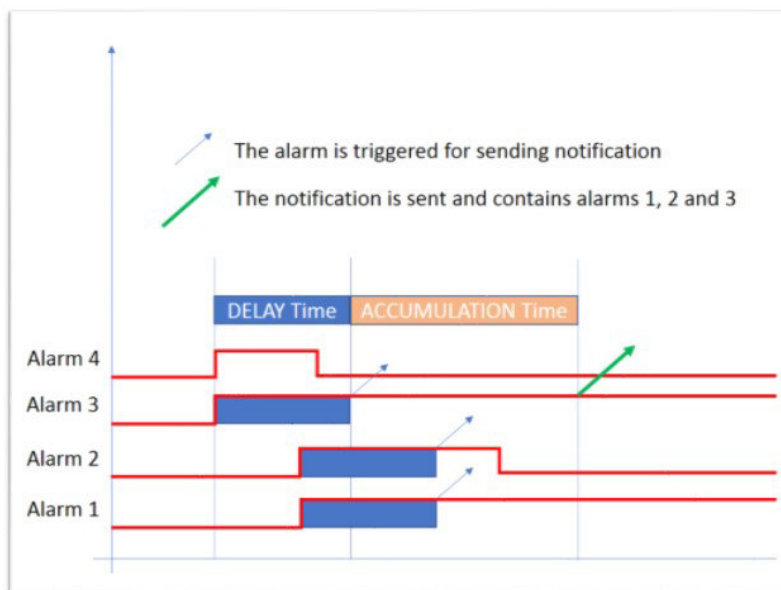 The alarm is triggered for sending notification
The notification is sent and contains alarms 1, 2 and 3
DELAY Time
ACCUMULATION Time
Alarm 4
Alarm 3
Alarm 2
Alarm 1